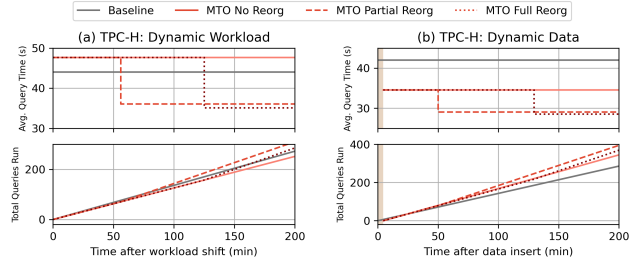 Baseline MTO No Reorg MTO Partial Reorg MTO Full Reorg
(a) TPC-H: Dynamic Workload
Avg. Query Time (s)
50
40
30
Total Queries Run
200
0
0 50 100 150 200
Time after workload shift (min)
(b) TPC-H: Dynamic Data
Avg. Query Time (s)
40
30
Total Queries Run
400
200
0
0 50 100 150 200
Time after data insert (min)